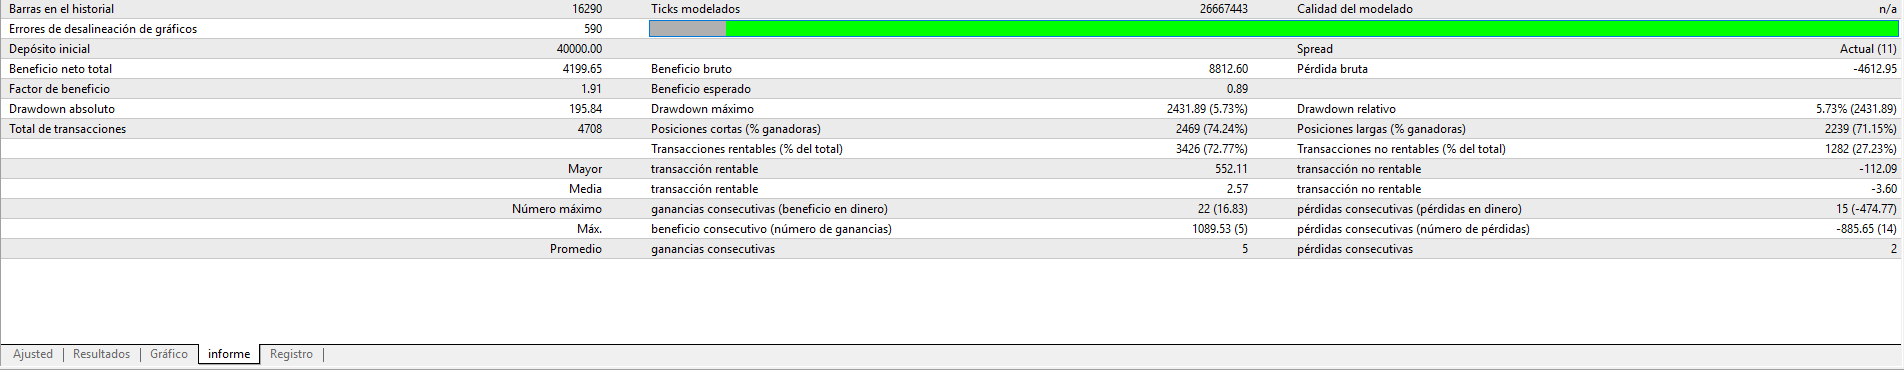 Barras en el historial 16290 Ticks modelados 26667443 Calidad del modelado n/a
Errores de desalineación de gráficos 590
Depósito inicial 40000.00 Spread Actual (11)
Beneficio neto total 4199.65 Beneficio bruto 8812.60 Pérdida bruta -4612.95
Factor de beneficio 1.91 Beneficio esperado 0.89
Drawdown absoluto 195.84 Drawdown máximo 2431.89 (5.73%) Drawdown relativo 5.73% (2431.89)
Total de transacciones 4708 Posiciones cortas (% ganadoras) 2469 (74.24%) Posiciones largas (% ganadoras) 2239 (71.15%)
Transacciones rentables (% del total) 3426 (72.77%) Transacciones no rentables (% del total) 1282 (27.23%)
Mayor transacción rentable 552.11 transacción no rentable -112.09
Media transacción rentable 2.57 transacción no rentable -3.60
Número máximo ganancias consecutivas (beneficio en dinero) 22 (16.83) pérdidas consecutivas (pérdidas en dinero) 15 (-474.77)
Máx. beneficio consecutivo (número de ganancias) 1089.53 (5) pérdidas consecutivas (número de pérdidas) -885.65 (14)
Promedio ganancias consecutivas 5 pérdidas consecutivas 2
Ajusted Resultados Gráfico informe Registro